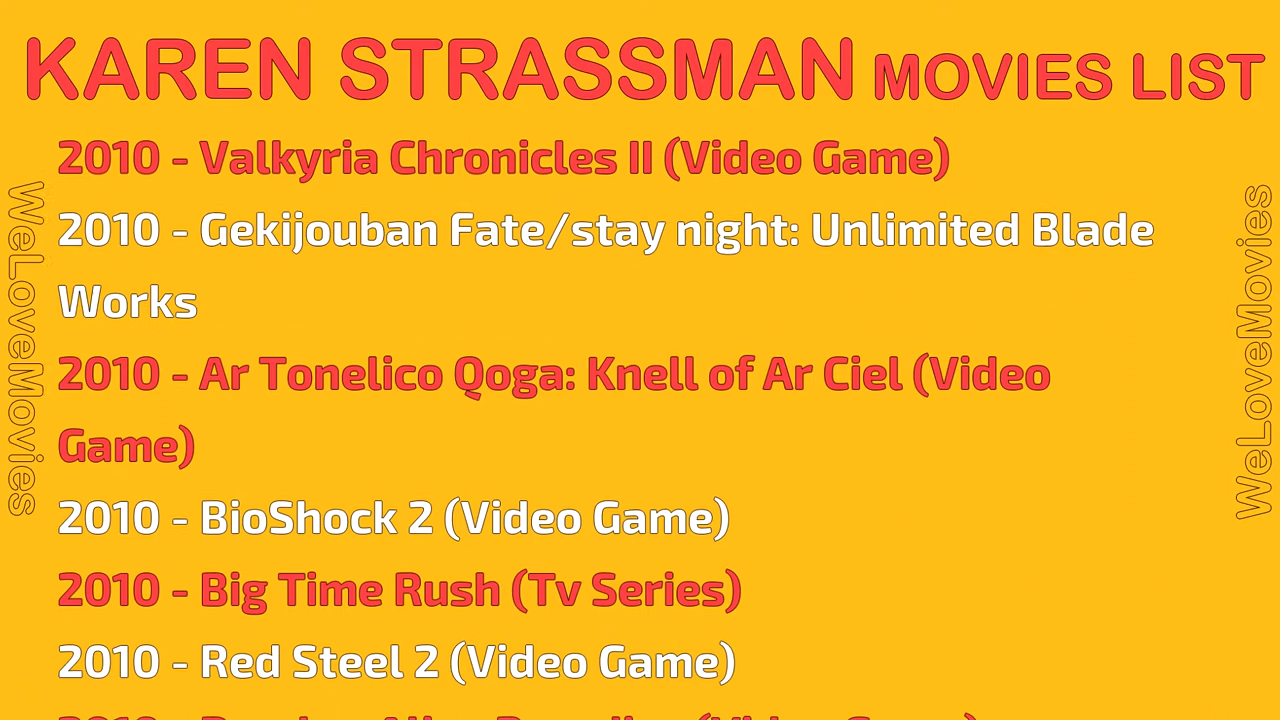 KAREN STRASSMAN MOVIES LIST
2010 - Valkyria Chronicles II (Video Game)
2010 - Gekijouban Fate/stay night: Unlimited Blade
Works
2010 - Ar Tonelico Qoga: Knell of Ar Ciel (Video
Game)
2010 - BioShock 2 (Video Game)
2010 - Big Time Rush (Tv Series)
2010 - Red Steel 2 (Video Game)
WeLoveMovies
WeLoveMovies